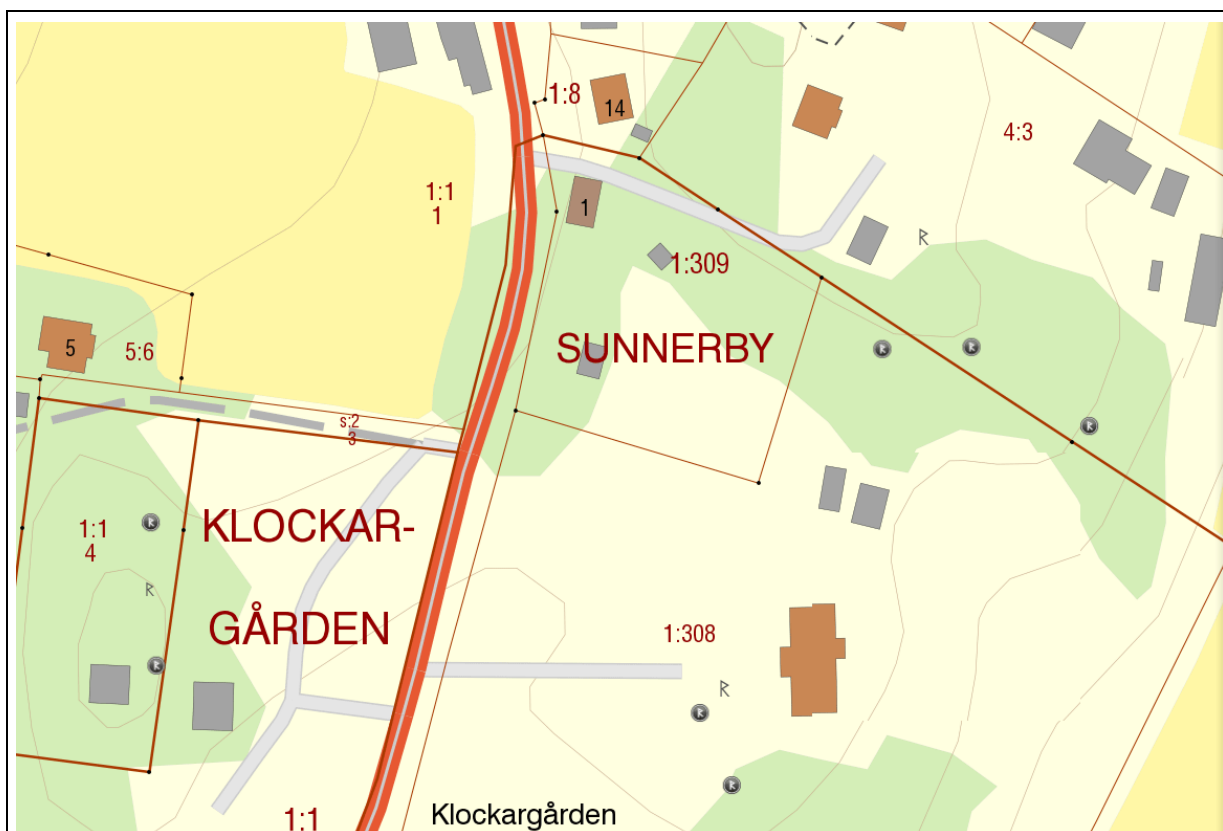 1:8
14
4:3
1:1
1
1
1:309
SUNNERBY
5
5:6
s:2
3
KLOCKAR-
1:1
4
GÅRDEN
1:308
1:1
Klockargården